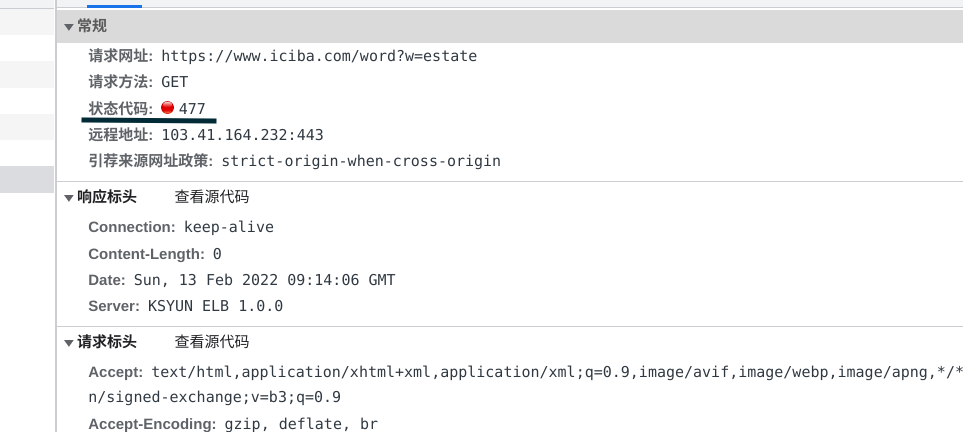 常规
请求网址: https://www.iciba.com/word?w=estate
请求方法: GET
状态代码: 477
远程地址: 103.41.164.232:443
引荐来源网址政策: strict-origin-when-cross-origin
响应标头 查看源代码
Connection: keep-alive
Content-Length: 0
Date: Sun, 13 Feb 2022 09:14:06 GMT
Server: KSYUN ELB 1.0.0
请求标头 查看源代码
Accept: text/html,application/xhtml+xml,application/xml;q=0.9,image/avif,image/webp,image/apng,*/*
n/signed-exchange;v=b3;q=0.9
Accept-Encoding: gzip, deflate, br